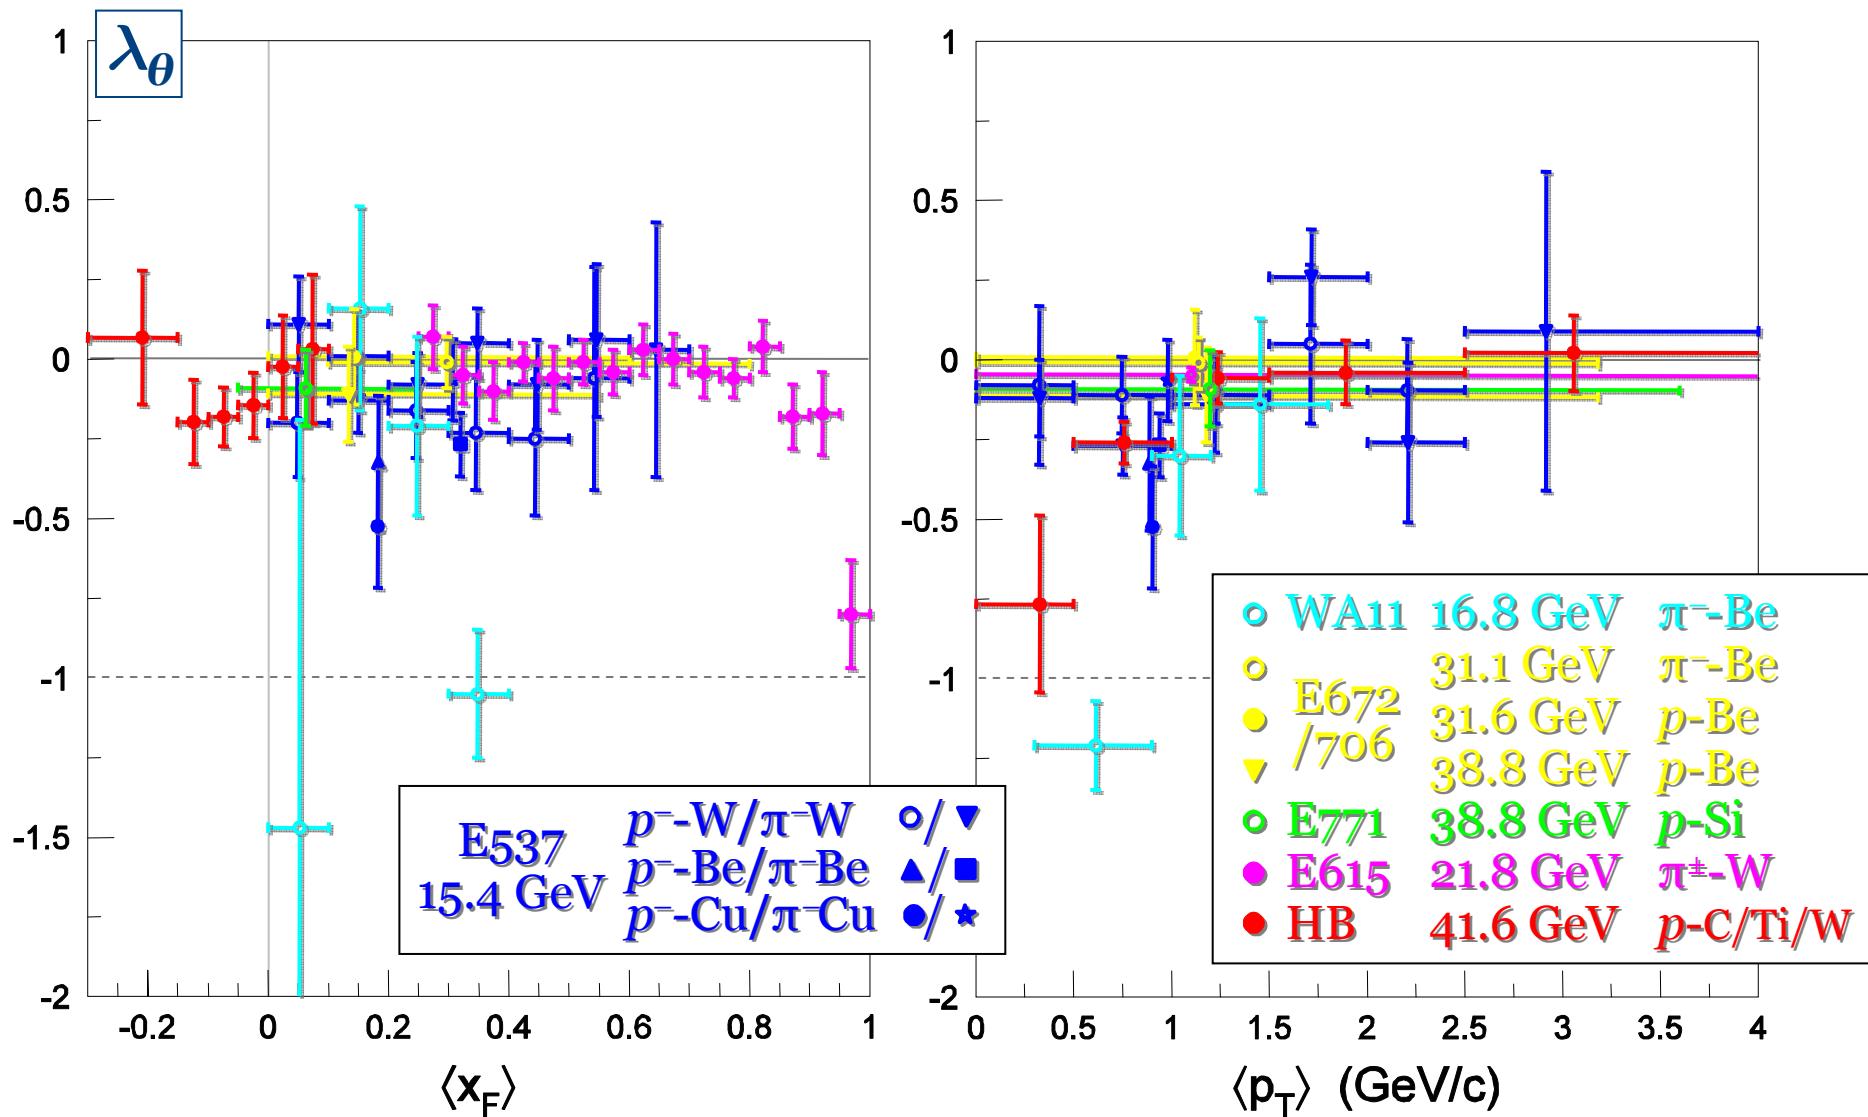 λθ
1
0.5
0
-0.5
-1
-1.5
-2
-0.2 0 0.2 0.4 0.6 0.8 1
⟨xF⟩
E537
15.4 GeV
p⁻-W/π⁻W /
p⁻-Be/π⁻Be /
p⁻-Cu/π⁻Cu /
1
0.5
0
-0.5
-1
-2
0 0.5 1 1.5 2 2.5 3 3.5 4
⟨pT⟩ (GeV/c)
WA11 16.8 GeV π⁻-Be
31.1 GeV π⁻-Be
E672
/706
31.6 GeV p-Be
38.8 GeV p-Be
E771 38.8 GeV p-Si
E615 21.8 GeV π±-W
HB 41.6 GeV p-C/Ti/W